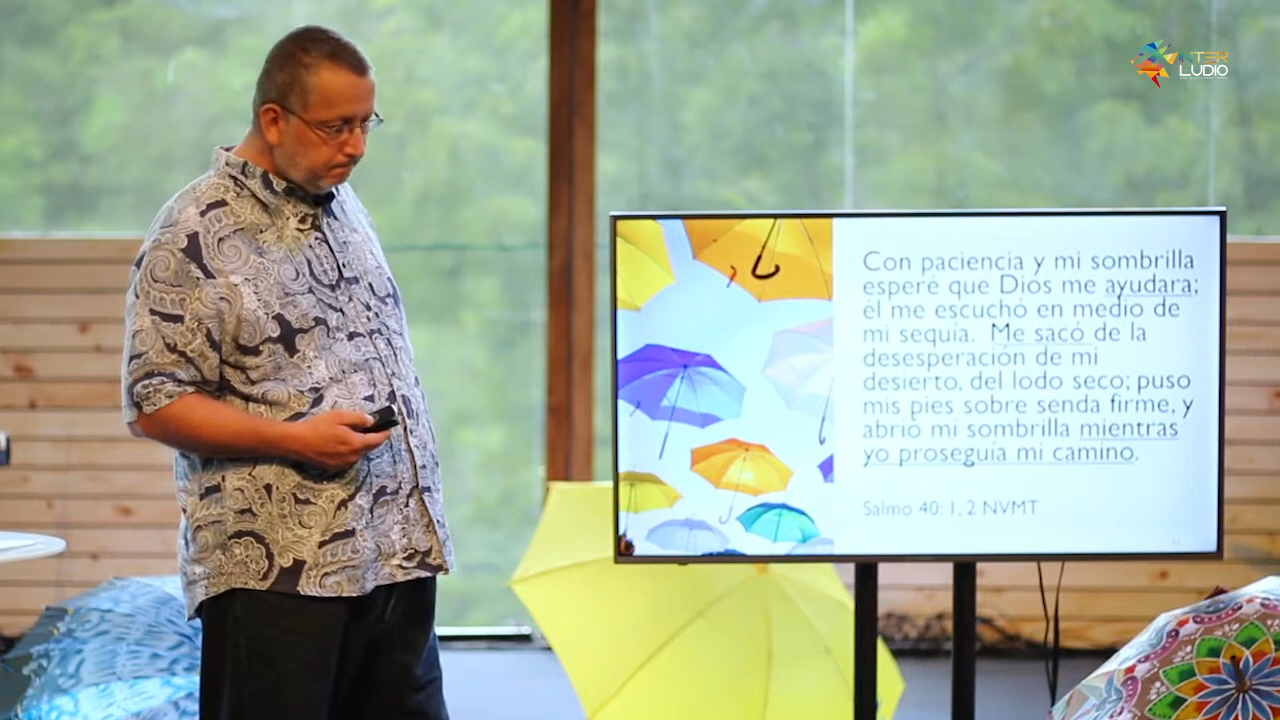 INTER
LUDIO
Con paciencia y mi sombrilla
esperé que Dios me ayudara;
él me escuchó en medio de
mi sequía. Me sacó de la
desesperación de mi
desierto, del lodo seco; puso
mis pies sobre senda firme, y
abrió mi sombrilla mientras
yo proseguía mi camino.
Salmo 40: 1, 2 NVMT